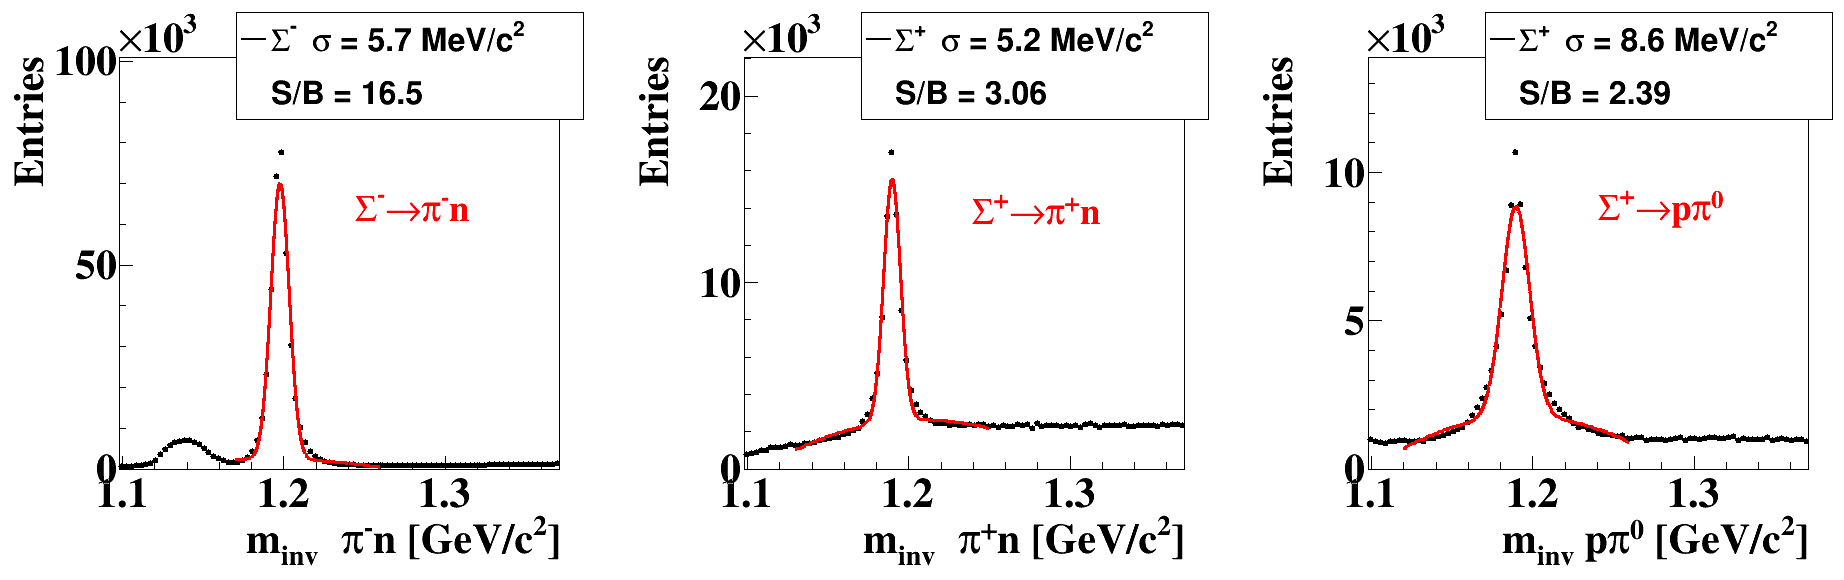 ×10³
Σ⁻ σ = 5.7 MeV/c²
S/B = 16.5
Entries
100
50
0
Σ⁻→π⁻n
1.1 1.2 1.3
m_inv π⁻n [GeV/c²]
×10³
Σ⁺ σ = 5.2 MeV/c²
S/B = 3.06
Entries
20
10
0
Σ⁺→π⁺n
1.1 1.2 1.3
m_inv π⁺n [GeV/c²]
×10³
Σ⁺ σ = 8.6 MeV/c²
S/B = 2.39
Entries
10
5
0
Σ⁺→pπ⁰
1.1 1.2 1.3
m_inv pπ⁰ [GeV/c²]